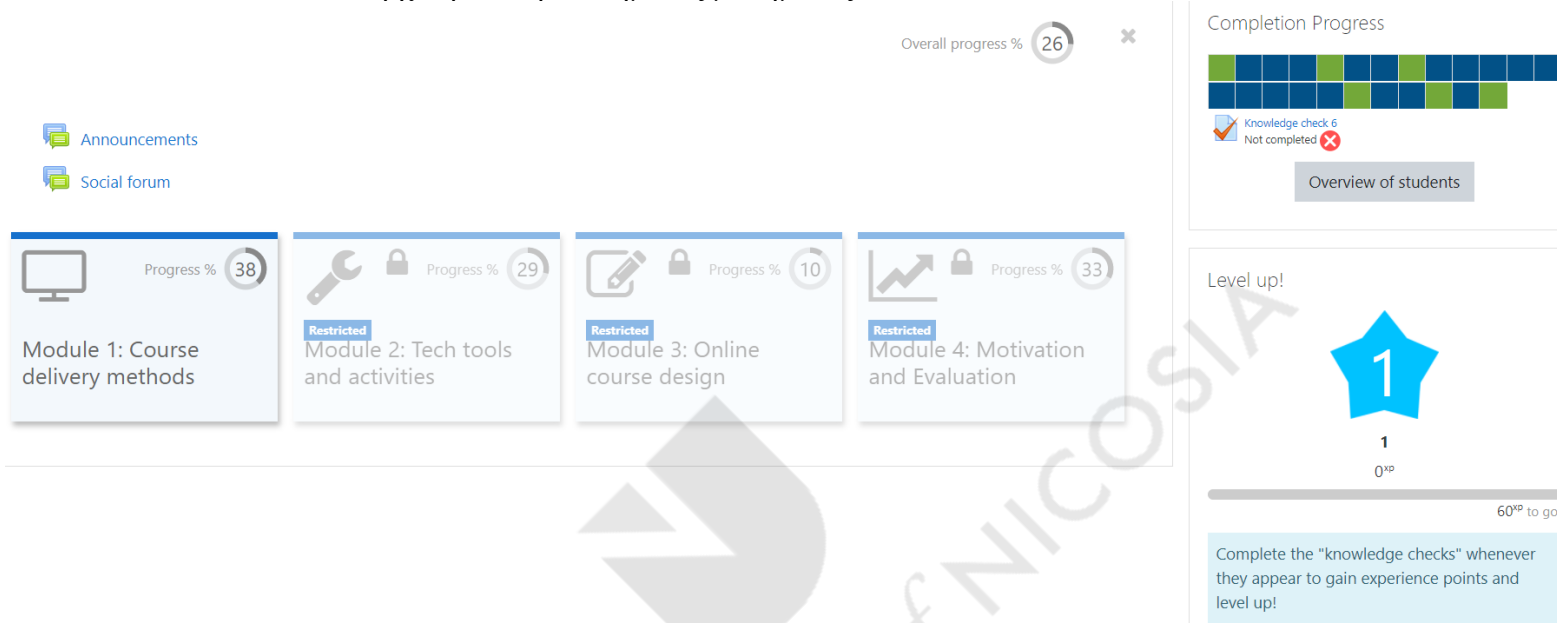 Overall progress % 26
Announcements
Social forum
Progress % 38
Module 1: Course
delivery methods
Progress % 29
Restricted
Module 2: Tech tools
and activities
Progress % 10
Restricted
Module 3: Online
course design
Progress % 33
Restricted
Module 4: Motivation
and Evaluation
Completion Progress
Knowledge check 6
Not completed
Overview of students
Level up!
1
1
0xp
60xp to go
Complete the "knowledge checks" whenever
they appear to gain experience points and
level up!
of NICOSIA